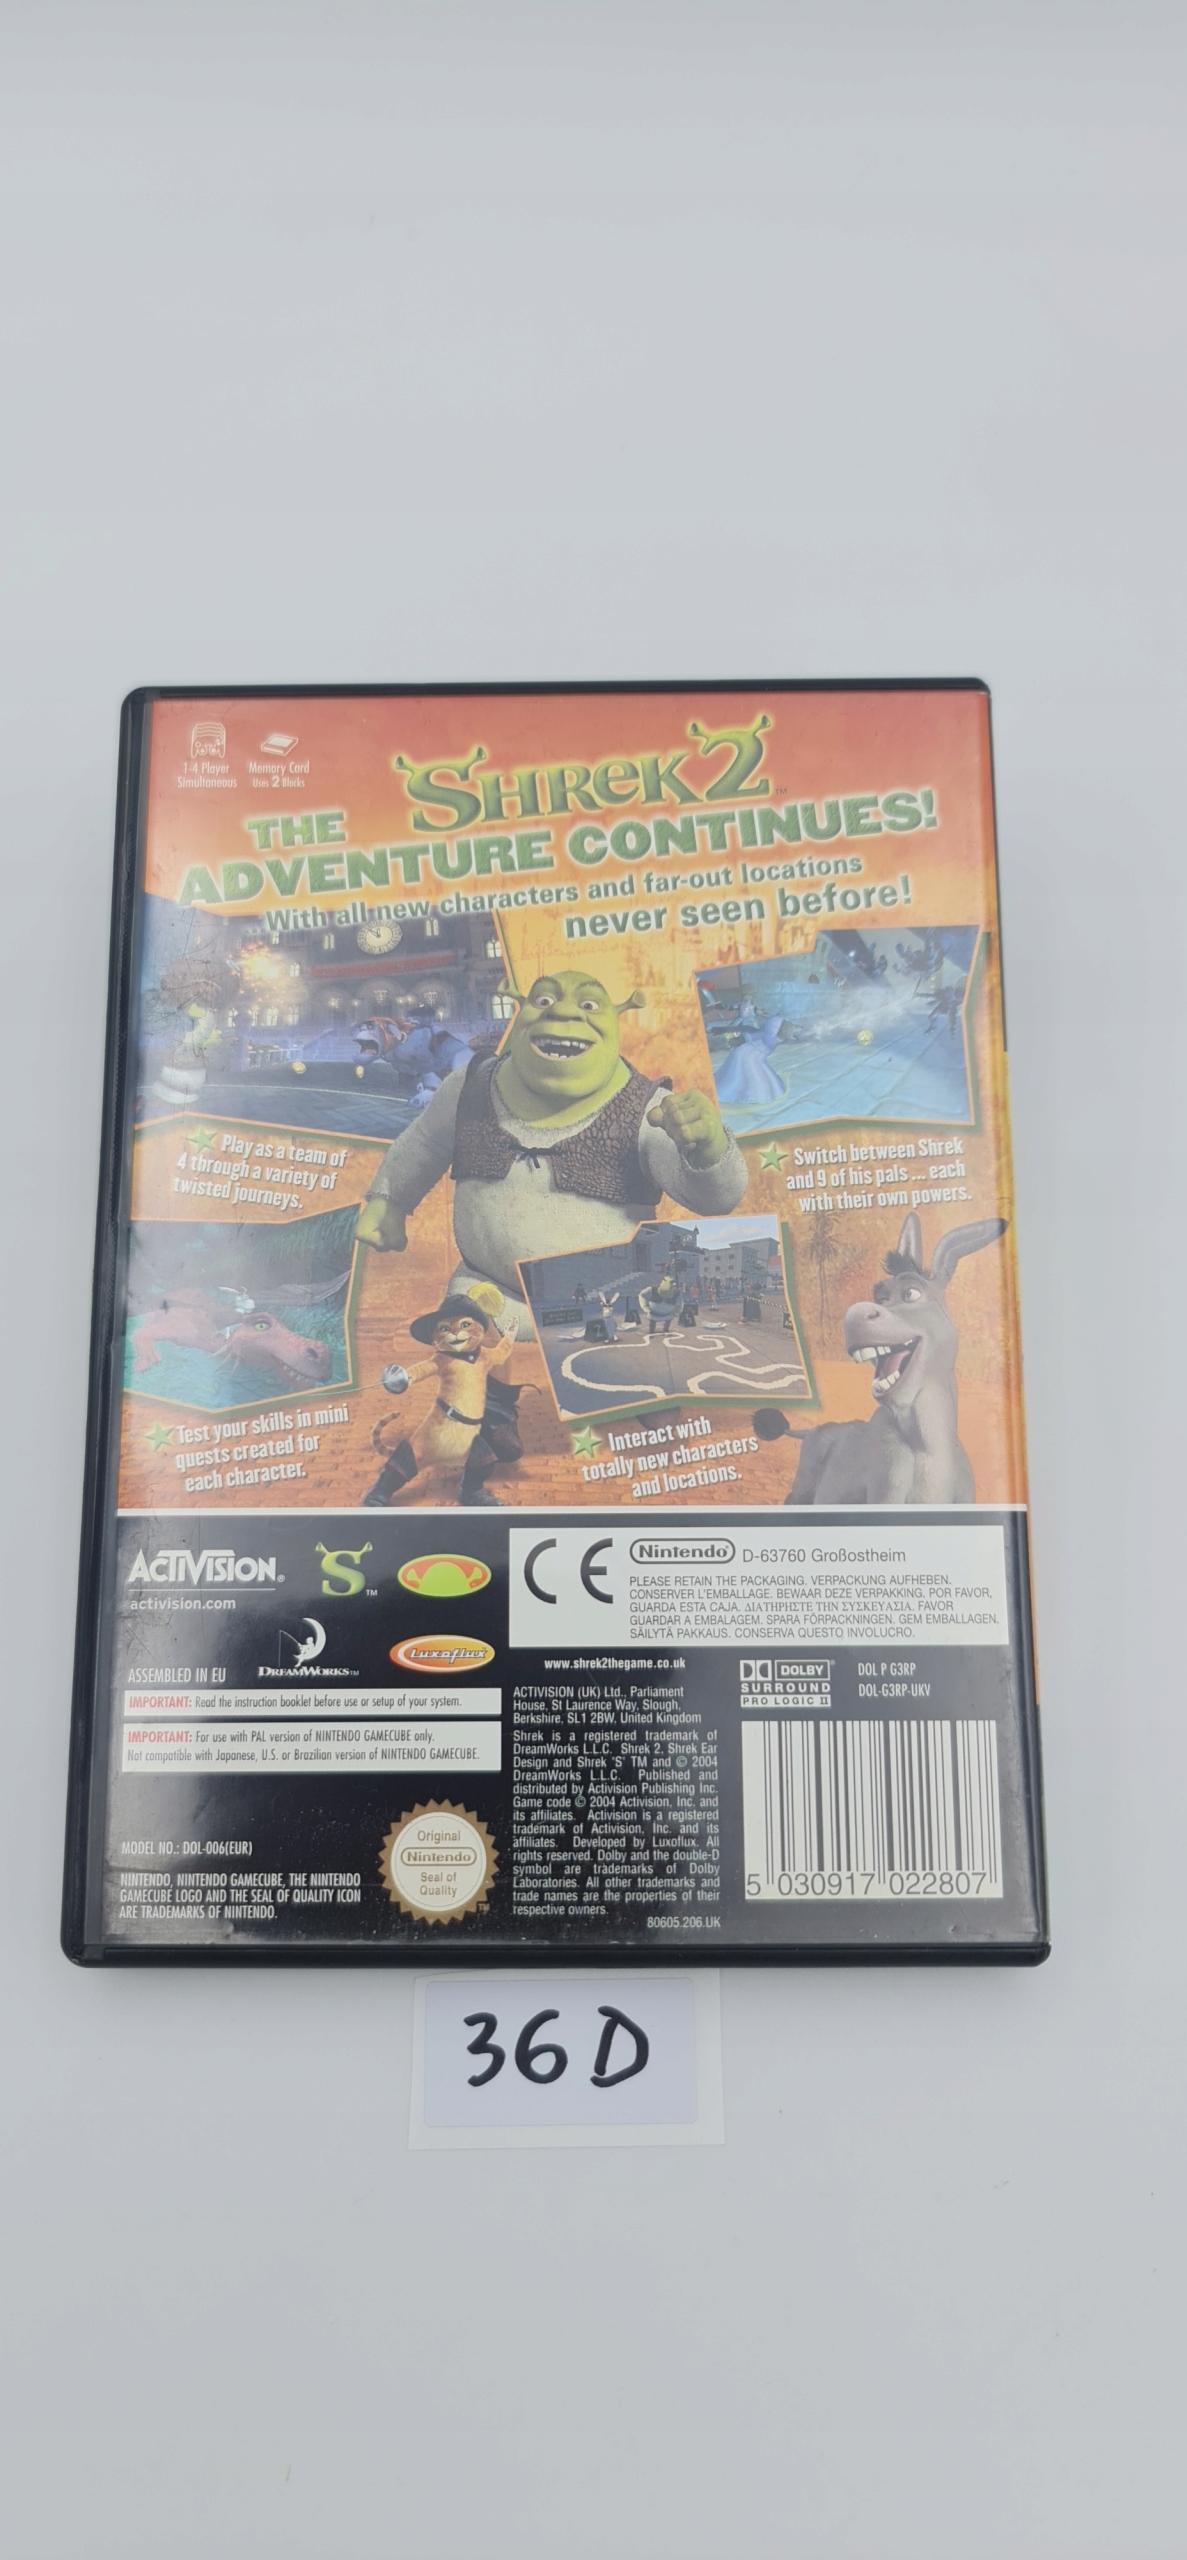 1-4 Player
Simultaneous
Memory Card
Uses 2 Blocks
SHREK 2™
THE
ADVENTURE CONTINUES!
...With all new characters and far-out locations
never seen before!
Play as a team of
4 through a variety of
twisted journeys.
Switch between Shrek
and 9 of his pals ... each
with their own powers.
Test your skills in mini
quests created for
each character.
Interact with
totally new characters
and locations.
ACTIVISION®
activision.com
S™
DREAMWORKS™
Luxoflux
ASSEMBLED IN EU
IMPORTANT: Read the instruction booklet before use or setup of your system.
IMPORTANT: For use with PAL version of NINTENDO GAMECUBE only.
Not compatible with Japanese, U.S. or Brazilian version of NINTENDO GAMECUBE.
MODEL NO.: DOL-006(EUR)
NINTENDO, NINTENDO GAMECUBE, THE NINTENDO
GAMECUBE LOGO AND THE SEAL OF QUALITY ICON
ARE TRADEMARKS OF NINTENDO.
Original
Nintendo
Seal of
Quality
™
CE
Nintendo® D-63760 Großostheim
PLEASE RETAIN THE PACKAGING. VERPACKUNG AUFHEBEN.
CONSERVER L'EMBALLAGE. BEWAAR DEZE VERPAKKING. POR FAVOR,
GUARDA ESTA CAJA. ΔΙΑΤΗΡΗΣΤΕ ΤΗΝ ΣΥΣΚΕΥΑΣΙΑ. FAVOR
GUARDAR A EMBALAGEM. SPARA FÖRPACKNINGEN. GEM EMBALLAGEN.
SÄILYTÄ PAKKAUS. CONSERVA QUESTO INVOLUCRO.
www.shrek2thegame.co.uk
ACTIVISION (UK) Ltd., Parliament
House, St Laurence Way, Slough,
Berkshire, SL1 2BW, United Kingdom
Shrek is a registered trademark of
DreamWorks L.L.C. Shrek 2, Shrek Ear
Design and Shrek 'S' TM and © 2004
DreamWorks L.L.C. Published and
distributed by Activision Publishing Inc.
Game code © 2004 Activision, Inc. and
its affiliates. Activision is a registered
trademark of Activision, Inc. and its
affiliates. Developed by Luxoflux. All
rights reserved. Dolby and the double-D
symbol are trademarks of Dolby
Laboratories. All other trademarks and
trade names are the properties of their
respective owners.
80605.206.UK
DOLBY®
SURROUND
PRO LOGIC II
DOL P G3RP
DOL-G3RP-UKV
5 030917 022807
36D